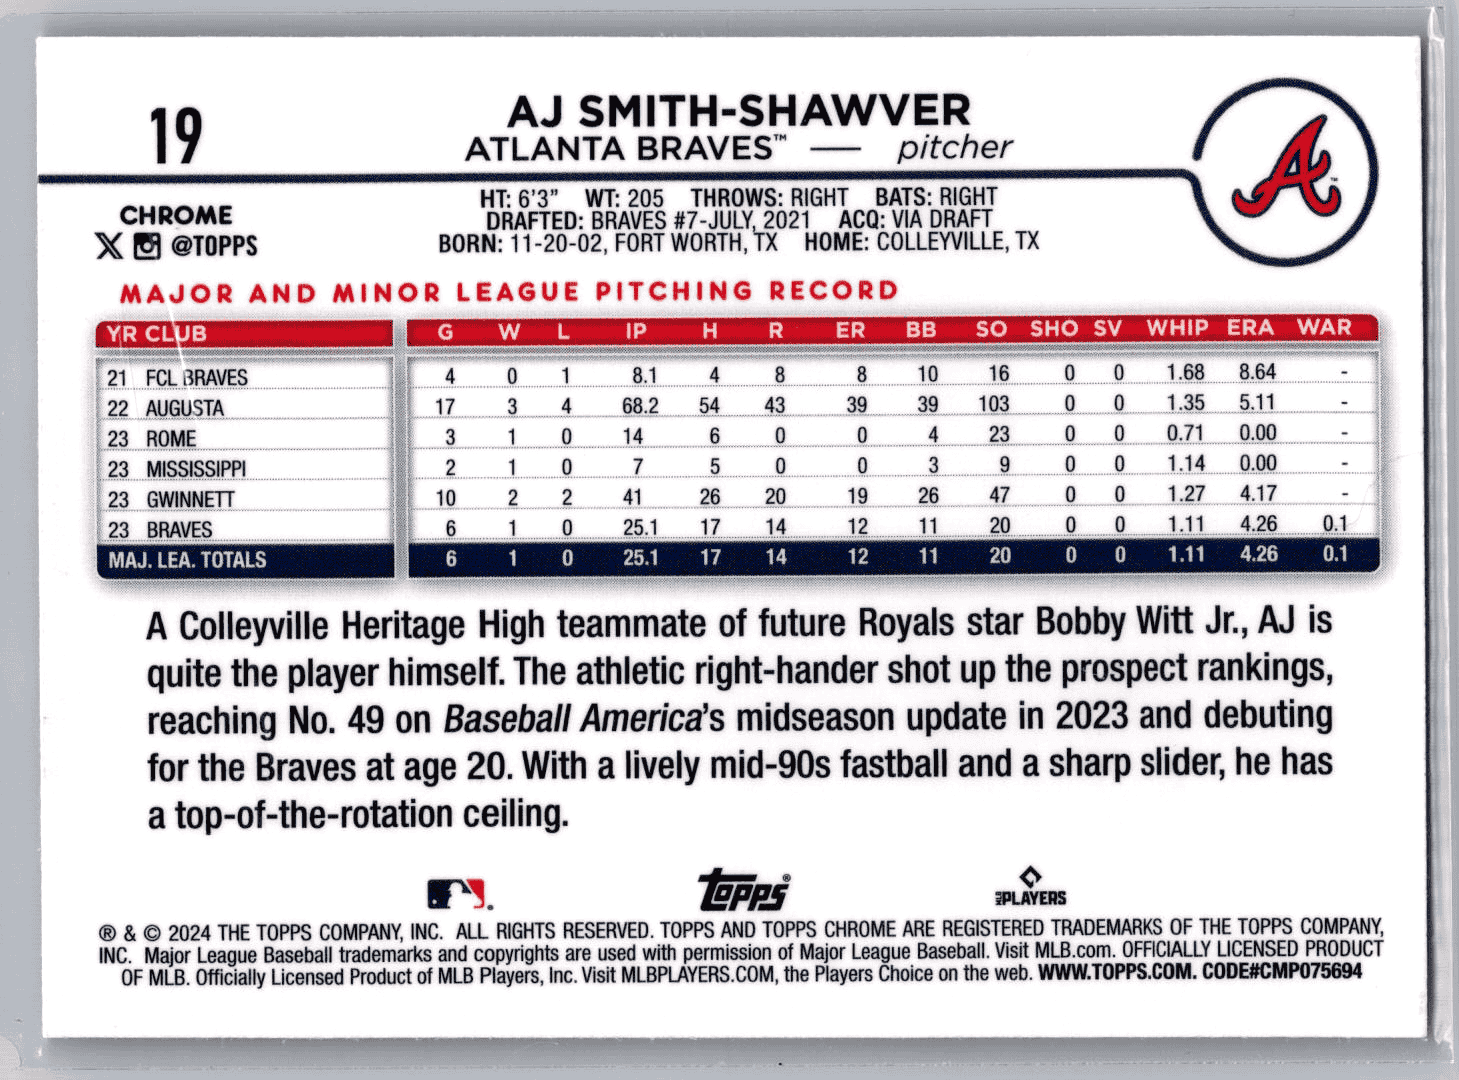 19
AJ SMITH-SHAWVER
ATLANTA BRAVES™ — pitcher
A
CHROME
X @TOPPS
HT: 6'3" WT: 205 THROWS: RIGHT BATS: RIGHT
DRAFTED: BRAVES #7-JULY, 2021 ACQ: VIA DRAFT
BORN: 11-20-02, FORT WORTH, TX HOME: COLLEYVILLE, TX
MAJOR AND MINOR LEAGUE PITCHING RECORD
YR CLUB G W L IP H R ER BB SO SHO SV WHIP ERA WAR
21 FCL BRAVES 4 0 1 8.1 4 8 8 10 16 0 0 1.68 8.64 -
22 AUGUSTA 17 3 4 68.2 54 43 39 39 103 0 0 1.35 5.11 -
23 ROME 3 1 0 14 6 0 0 4 23 0 0 0.71 0.00 -
23 MISSISSIPPI 2 1 0 7 5 0 0 3 9 0 0 1.14 0.00 -
23 GWINNETT 10 2 2 41 26 20 19 26 47 0 0 1.27 4.17 -
23 BRAVES 6 1 0 25.1 17 14 12 11 20 0 0 1.11 4.26 0.1
MAJ. LEA. TOTALS 6 1 0 25.1 17 14 12 11 20 0 0 1.11 4.26 0.1
A Colleyville Heritage High teammate of future Royals star Bobby Witt Jr., AJ is
quite the player himself. The athletic right-hander shot up the prospect rankings,
reaching No. 49 on Baseball America's midseason update in 2023 and debuting
for the Braves at age 20. With a lively mid-90s fastball and a sharp slider, he has
a top-of-the-rotation ceiling.
Topps® MLB PLAYERS
® & © 2024 THE TOPPS COMPANY, INC. ALL RIGHTS RESERVED. TOPPS AND TOPPS CHROME ARE REGISTERED TRADEMARKS OF THE TOPPS COMPANY,
INC. Major League Baseball trademarks and copyrights are used with permission of Major League Baseball. Visit MLB.com. OFFICIALLY LICENSED PRODUCT
OF MLB. Officially Licensed Product of MLB Players, Inc. Visit MLBPLAYERS.COM, the Players Choice on the web. WWW.TOPPS.COM. CODE#CMP075694